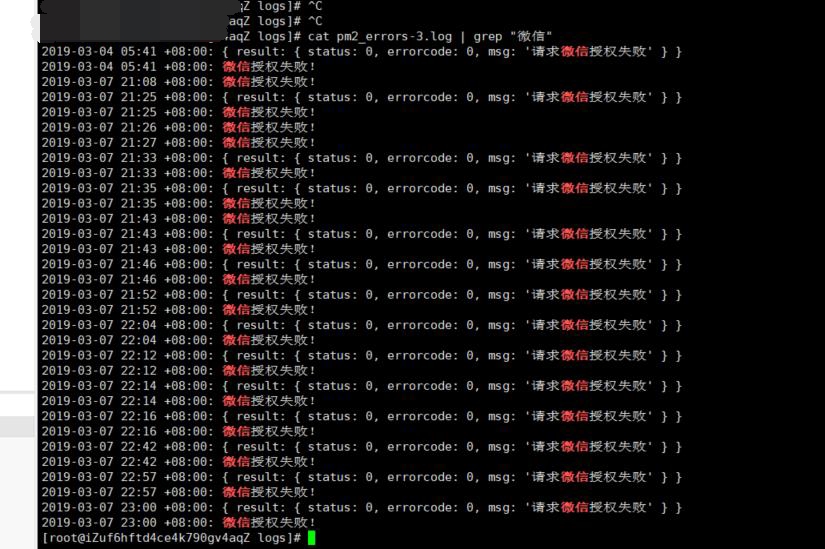 aqZ logs]# ^C
aqZ logs]# ^C
aqZ logs]# cat pm2_errors-3.log | grep "微信"
2019-03-04 05:41 +08:00: { result: { status: 0, errorcode: 0, msg: '请求微信授权失败' } }
2019-03-04 05:41 +08:00: 微信授权失败!
2019-03-07 21:08 +08:00: 微信授权失败!
2019-03-07 21:25 +08:00: { result: { status: 0, errorcode: 0, msg: '请求微信授权失败' } }
2019-03-07 21:25 +08:00: 微信授权失败!
2019-03-07 21:26 +08:00: 微信授权失败!
2019-03-07 21:27 +08:00: 微信授权失败!
2019-03-07 21:33 +08:00: { result: { status: 0, errorcode: 0, msg: '请求微信授权失败' } }
2019-03-07 21:33 +08:00: 微信授权失败!
2019-03-07 21:35 +08:00: { result: { status: 0, errorcode: 0, msg: '请求微信授权失败' } }
2019-03-07 21:35 +08:00: 微信授权失败!
2019-03-07 21:43 +08:00: 微信授权失败!
2019-03-07 21:43 +08:00: { result: { status: 0, errorcode: 0, msg: '请求微信授权失败' } }
2019-03-07 21:43 +08:00: 微信授权失败!
2019-03-07 21:46 +08:00: { result: { status: 0, errorcode: 0, msg: '请求微信授权失败' } }
2019-03-07 21:46 +08:00: 微信授权失败!
2019-03-07 21:52 +08:00: { result: { status: 0, errorcode: 0, msg: '请求微信授权失败' } }
2019-03-07 21:52 +08:00: 微信授权失败!
2019-03-07 22:04 +08:00: { result: { status: 0, errorcode: 0, msg: '请求微信授权失败' } }
2019-03-07 22:04 +08:00: 微信授权失败!
2019-03-07 22:12 +08:00: { result: { status: 0, errorcode: 0, msg: '请求微信授权失败' } }
2019-03-07 22:12 +08:00: 微信授权失败!
2019-03-07 22:14 +08:00: { result: { status: 0, errorcode: 0, msg: '请求微信授权失败' } }
2019-03-07 22:14 +08:00: 微信授权失败!
2019-03-07 22:16 +08:00: { result: { status: 0, errorcode: 0, msg: '请求微信授权失败' } }
2019-03-07 22:16 +08:00: 微信授权失败!
2019-03-07 22:42 +08:00: { result: { status: 0, errorcode: 0, msg: '请求微信授权失败' } }
2019-03-07 22:42 +08:00: 微信授权失败!
2019-03-07 22:57 +08:00: { result: { status: 0, errorcode: 0, msg: '请求微信授权失败' } }
2019-03-07 22:57 +08:00: 微信授权失败!
2019-03-07 23:00 +08:00: { result: { status: 0, errorcode: 0, msg: '请求微信授权失败' } }
2019-03-07 23:00 +08:00: 微信授权失败!
[root@iZuf6hftd4ce4k790gv4aqZ logs]#